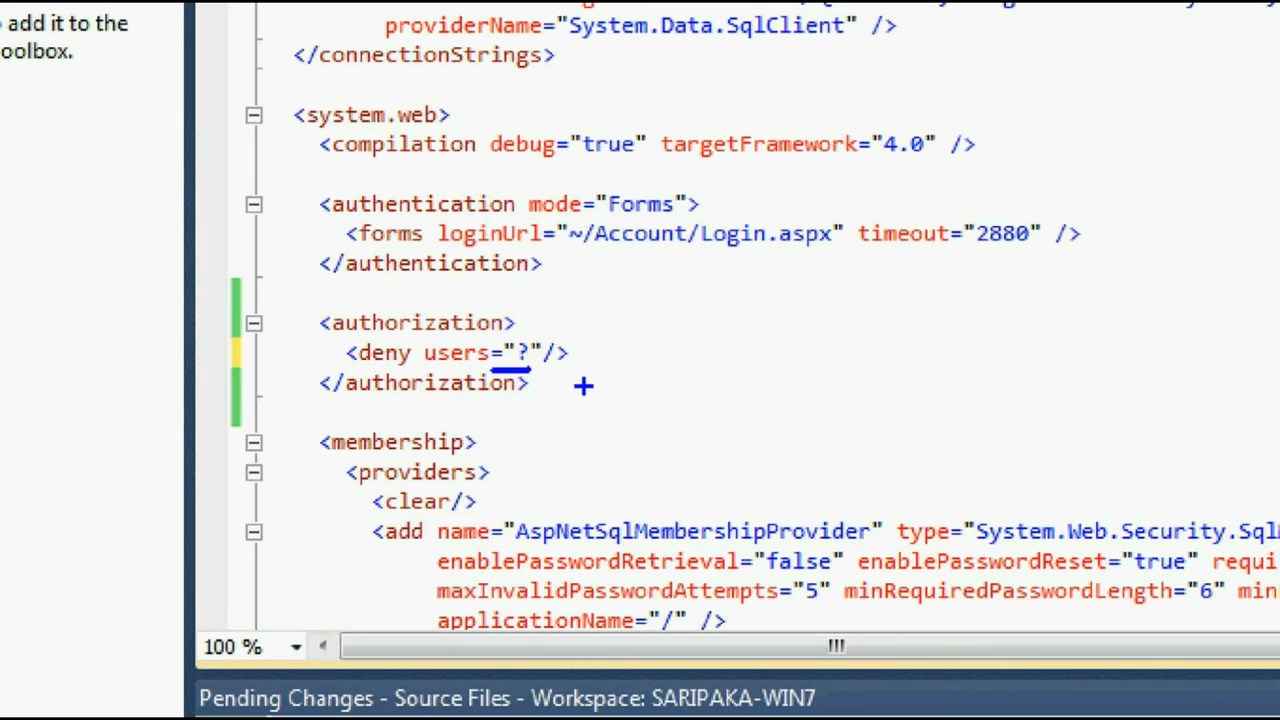 add it to the
oolbox.
providerName="System.Data.SqlClient" />
</connectionStrings>
<system.web>
<compilation debug="true" targetFramework="4.0" />
<authentication mode="Forms">
<forms loginUrl="~/Account/Login.aspx" timeout="2880" />
</authentication>
<authorization>
<deny users="?"/>
</authorization>
<membership>
<providers>
<clear/>
<add name="AspNetSqlMembershipProvider" type="System.Web.Security.Sql
enablePasswordRetrieval="false" enablePasswordReset="true" requi
maxInvalidPasswordAttempts="5" minRequiredPasswordLength="6" min
applicationName="/" />
100 %
Pending Changes - Source Files - Workspace: SARIPAKA-WIN7